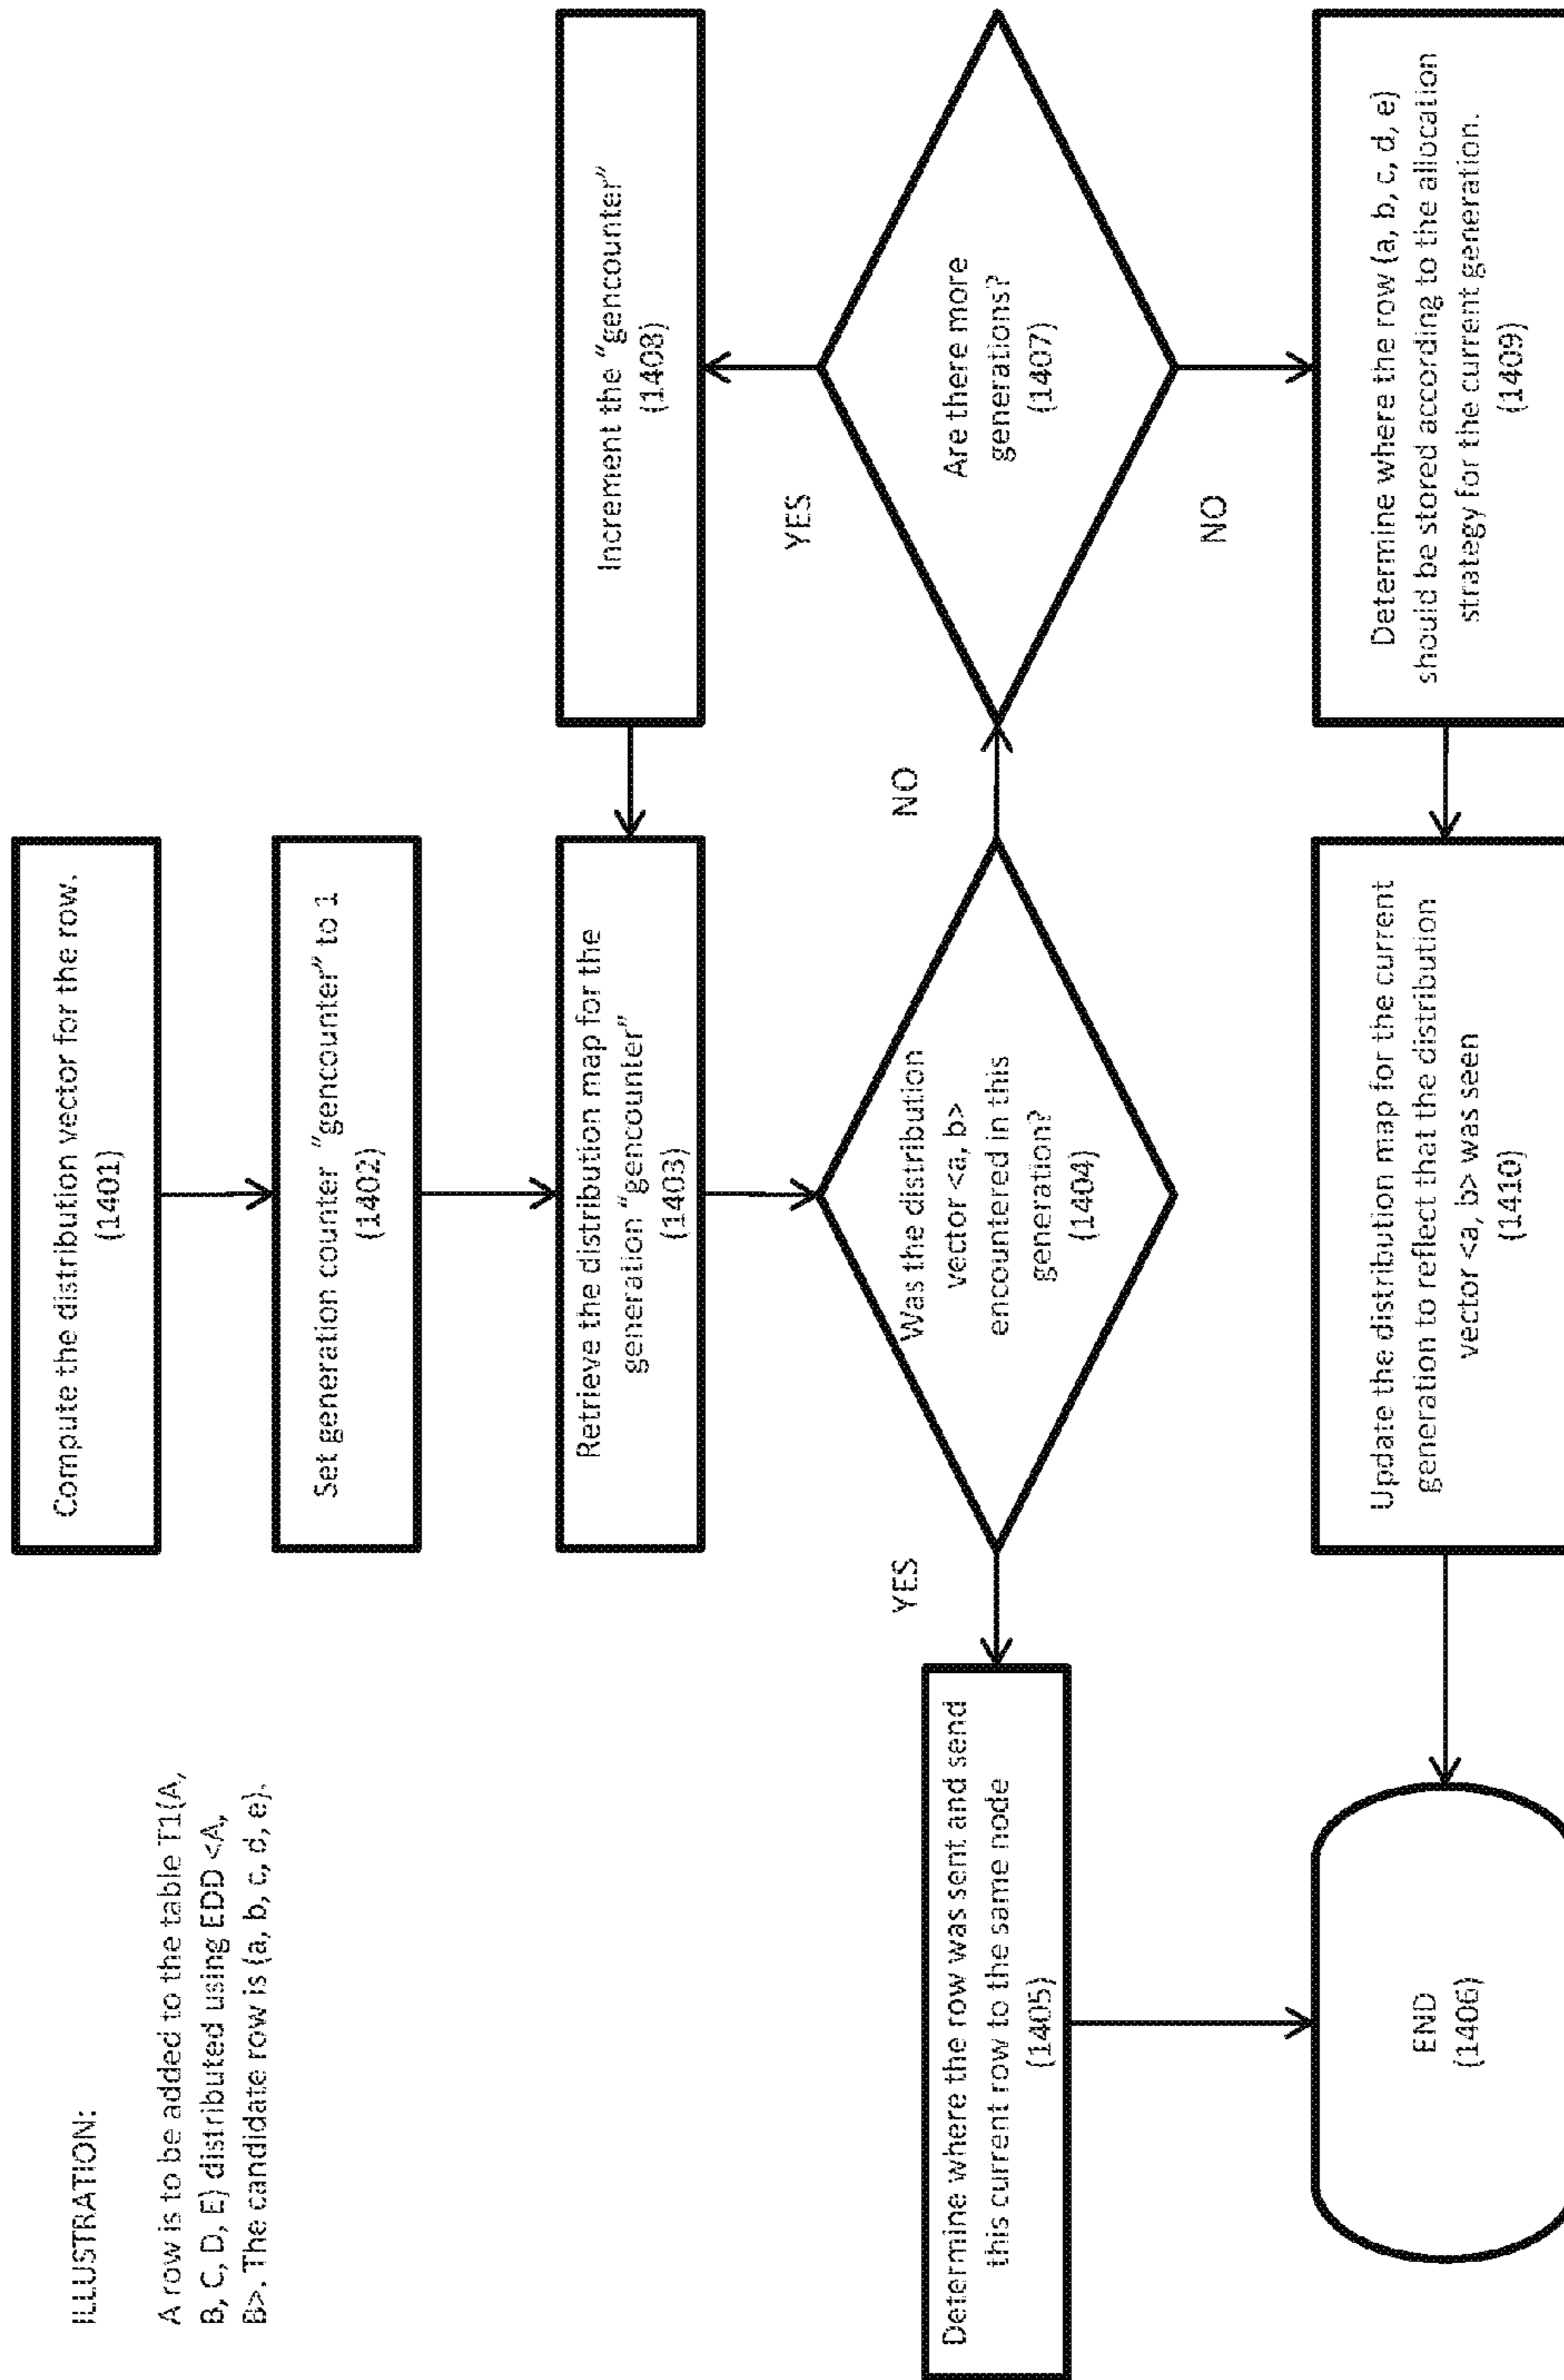 ILLUSTRATION:
A row is to be added to the table T1(A,
B, C, D, E) distributed using EDD <A,
B>. The candidate row is (a, b, c, d, e).
Compute the distribution vector for the row.
(1401)
Set generation counter "gencounter" to 1
(1402)
Retrieve the distribution map for the
generation "gencounter"
(1403)
Increment the "gencounter"
(1408)
Was the distribution
vector <a, b>
encountered in this
generation?
(1404)
YES
NO
Determine where the row was sent and send
this current row to the same node
(1405)
Are there more
generations?
(1407)
YES
NO
END
(1406)
Update the distribution map for the current
generation to reflect that the distribution
vector <a, b> was seen
(1410)
Determine where the row (a, b, c, d, e)
should be stored according to the allocation
strategy for the current generation.
(1409)